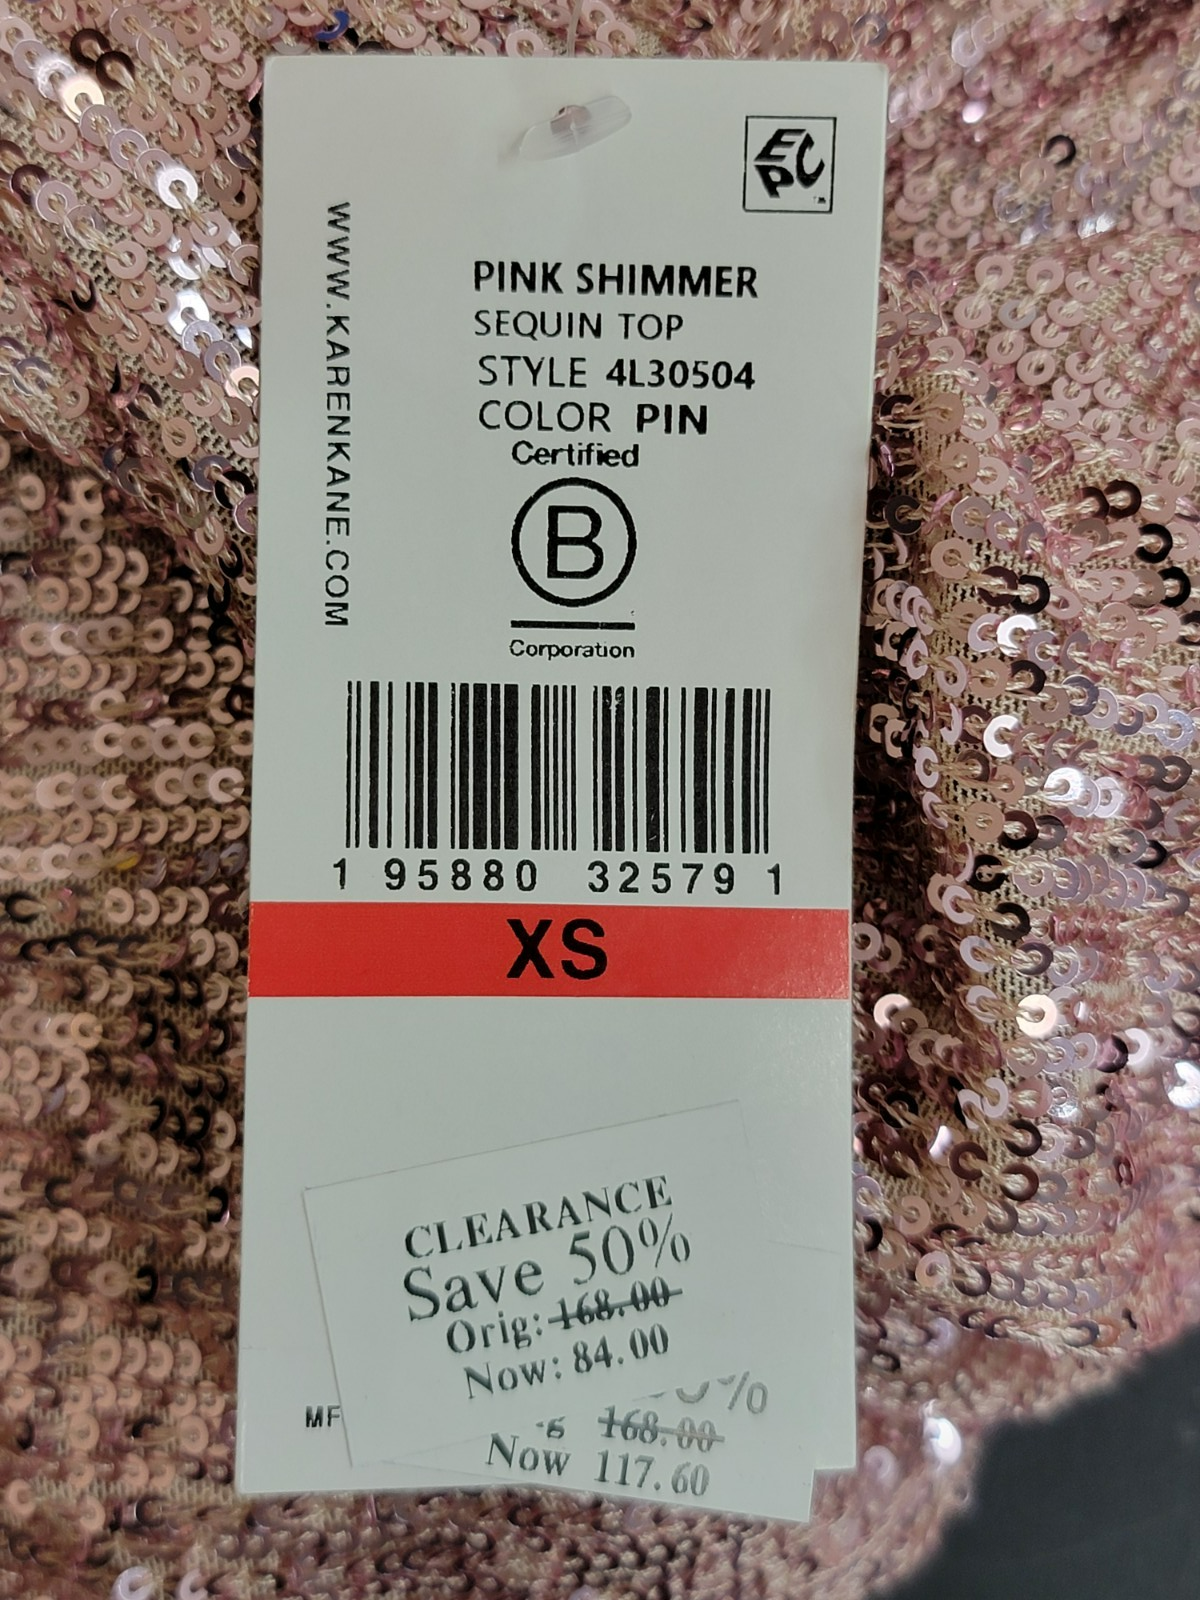 EPC
WWW.KARENKANE.COM
PINK SHIMMER
SEQUIN TOP
STYLE 4L30504
COLOR PIN
Certified
B
Corporation
1 95880 32579 1
XS
CLEARANCE
Save 50%
Orig: 168.00
Now: 84.00
MF
168.00
Now 117.60